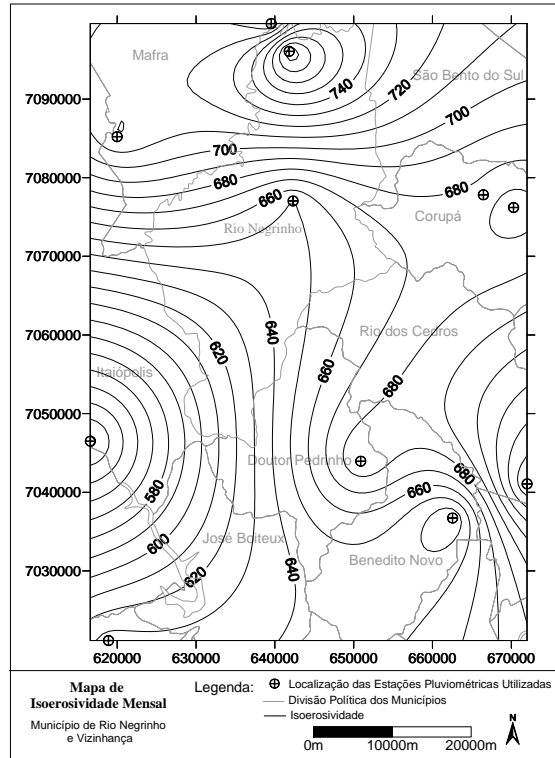 Mafra
740
720
São Bento do Sul
7090000
700
700
7080000
680
680
660
Corupá
Rio Negrinho
7070000
640
7060000
620
Rio dos Cedros
660
Itaiópolis
680
7050000
Doutor Pedrinho
680
580
660
7040000
José Boiteux
600
Benedito Novo
640
7030000
620
620000 630000 640000 650000 660000 670000
Mapa de
Isoerosividade Mensal
Município de Rio Negrinho
e Vizinhança
Legenda:
Localização das Estações Pluviométricas Utilizadas
Divisão Política dos Municípios
Isoerosividade
N
0m 10000m 20000m